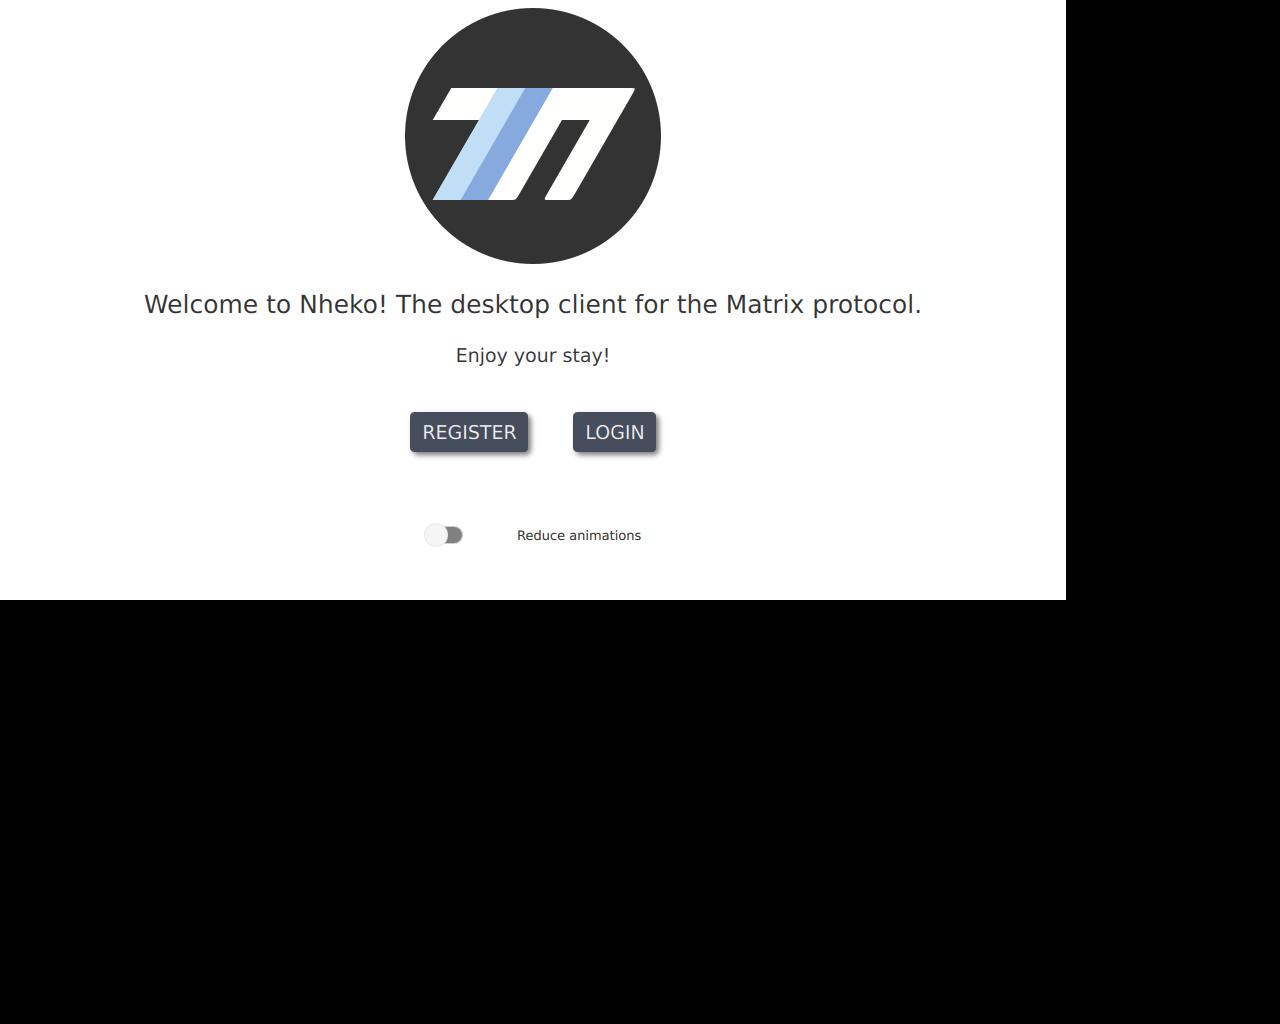 Welcome to Nheko! The desktop client for the Matrix protocol.
Enjoy your stay!
REGISTER
LOGIN
Reduce animations